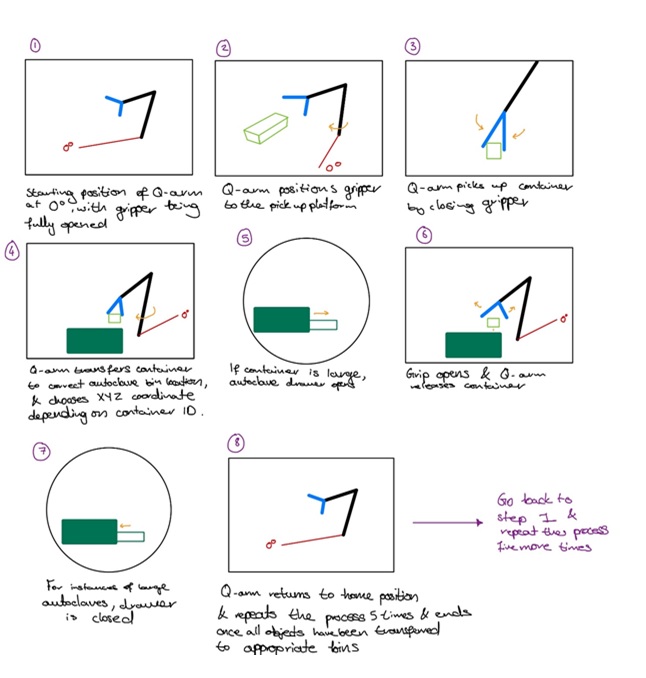 1
2
3
0°
0°
Starting position of Q-arm
at 0°, with gripper being
fully opened
Q-arm positions gripper
to the pick up platform
Q-arm picks up container
by closing gripper
4
5
6
0°
0°
Q-arm transfers container
to correct autoclave bin location,
& chooses XYZ coordinate
depending on container ID.
If container is large,
autoclave drawer opens
Grip opens & Q-arm
releases container
7
8
0°
Go back to
step 1 &
repeat the process
five more times
For instances of large
autoclaves, drawer
is closed
Q-arm returns to home position
& repeats the process 5 times & ends
once all objects have been transferred
to appropriate bins